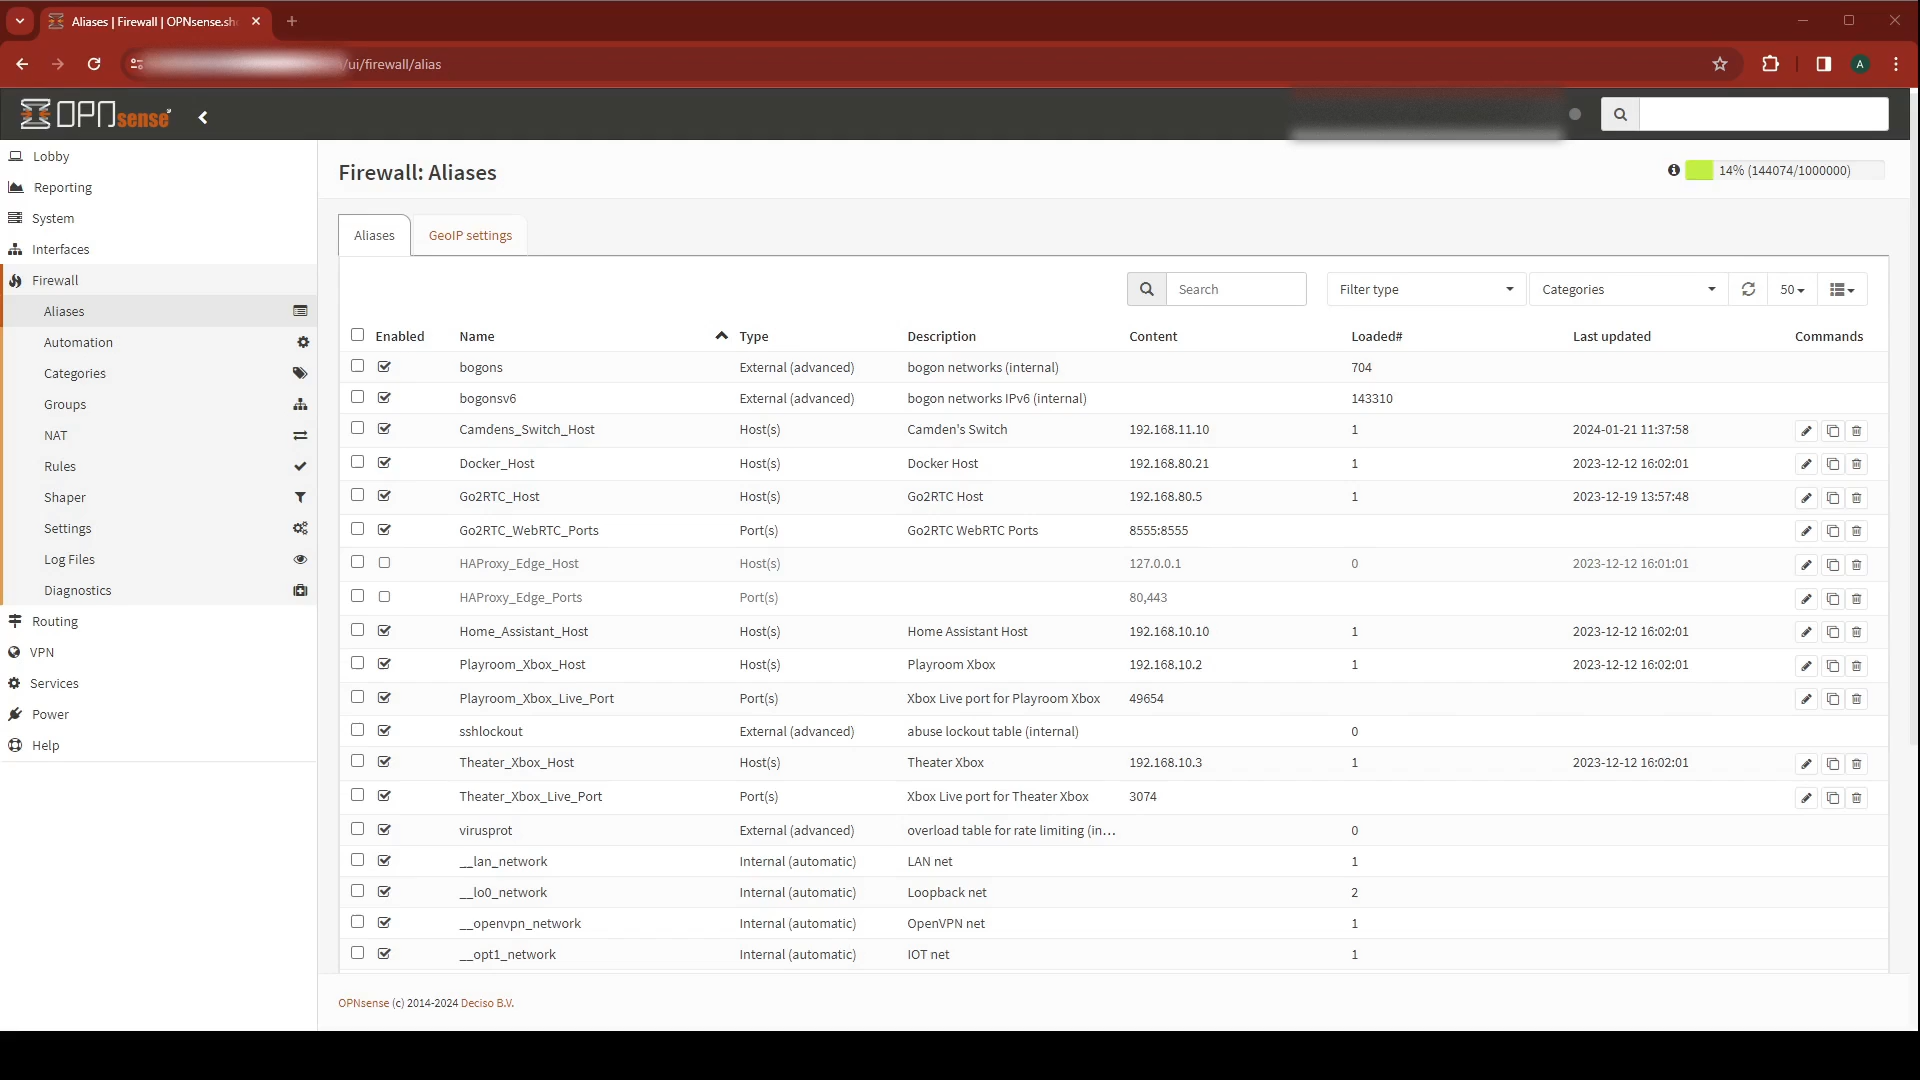 Aliases | Firewall | OPNsense.sh
/ui/firewall/alias
A
OPNsense
Lobby
Reporting
System
Interfaces
Firewall
Aliases
Automation
Categories
Groups
NAT
Rules
Shaper
Settings
Log Files
Diagnostics
Routing
VPN
Services
Power
Help
Firewall: Aliases
14% (144074/1000000)
Aliases GeoIP settings
Search Filter type Categories 50
Enabled Name Type Description Content Loaded# Last updated Commands
bogons External (advanced) bogon networks (internal) 704
bogonsv6 External (advanced) bogon networks IPv6 (internal) 143310
Camdens_Switch_Host Host(s) Camden's Switch 192.168.11.10 1 2024-01-21 11:37:58
Docker_Host Host(s) Docker Host 192.168.80.21 1 2023-12-12 16:02:01
Go2RTC_Host Host(s) Go2RTC Host 192.168.80.5 1 2023-12-19 13:57:48
Go2RTC_WebRTC_Ports Port(s) Go2RTC WebRTC Ports 8555:8555
HAProxy_Edge_Host Host(s) 127.0.0.1 0 2023-12-12 16:01:01
HAProxy_Edge_Ports Port(s) 80,443
Home_Assistant_Host Host(s) Home Assistant Host 192.168.10.10 1 2023-12-12 16:02:01
Playroom_Xbox_Host Host(s) Playroom Xbox 192.168.10.2 1 2023-12-12 16:02:01
Playroom_Xbox_Live_Port Port(s) Xbox Live port for Playroom Xbox 49654
sshlockout External (advanced) abuse lockout table (internal) 0
Theater_Xbox_Host Host(s) Theater Xbox 192.168.10.3 1 2023-12-12 16:02:01
Theater_Xbox_Live_Port Port(s) Xbox Live port for Theater Xbox 3074
virusprot External (advanced) overload table for rate limiting (in... 0
__lan_network Internal (automatic) LAN net 1
__lo0_network Internal (automatic) Loopback net 2
__openvpn_network Internal (automatic) OpenVPN net 1
__opt1_network Internal (automatic) IOT net 1
OPNsense (c) 2014-2024 Deciso B.V.